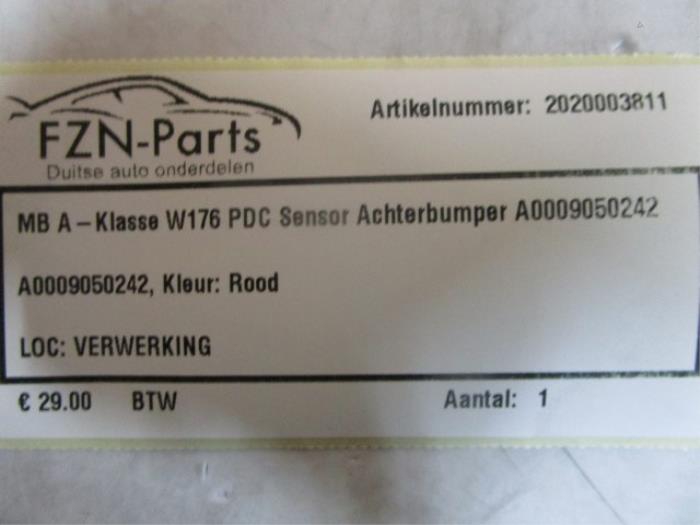 FZN-Parts
Duitse auto onderdelen
Artikelnummer: 2020003811
MB A-Klasse W176 PDC Sensor Achterbumper A0009050242
A0009050242, Kleur: Rood
LOC: VERWERKING
€ 29.00 BTW Aantal: 1